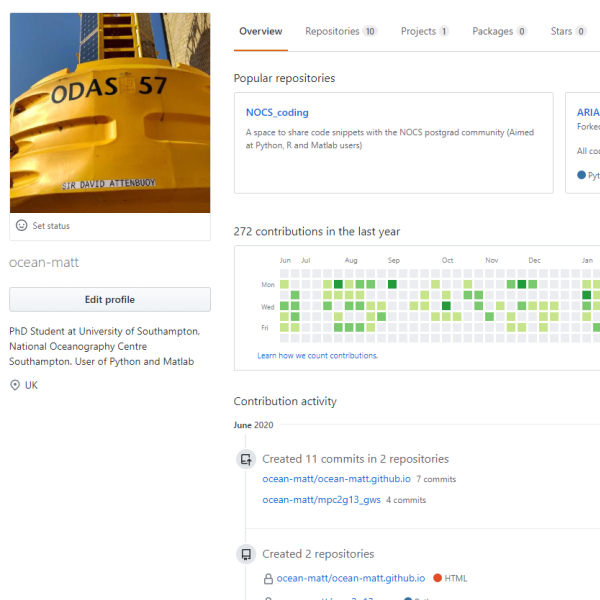 ODAS 57
SIR DAVID ATTENBUOY
Set status
ocean-matt
Edit profile
PhD Student at University of Southampton,
National Oceanography Centre
Southampton. User of Python and Matlab
UK
Overview Repositories 10 Projects 1 Packages 0 Stars 0
Popular repositories
NOCS_coding
A space to share code snippets with the NOCS postgrad community (Aimed
at Python, R and Matlab users)
ARIA
Forke
All co
Pyt
272 contributions in the last year
Jun Jul Aug Sep Oct Nov Dec Jan
Mon
Wed
Fri
Learn how we count contributions.
Contribution activity
June 2020
Created 11 commits in 2 repositories
ocean-matt/ocean-matt.github.io 7 commits
ocean-matt/mpc2g13_gws 4 commits
Created 2 repositories
ocean-matt/ocean-matt.github.io HTML